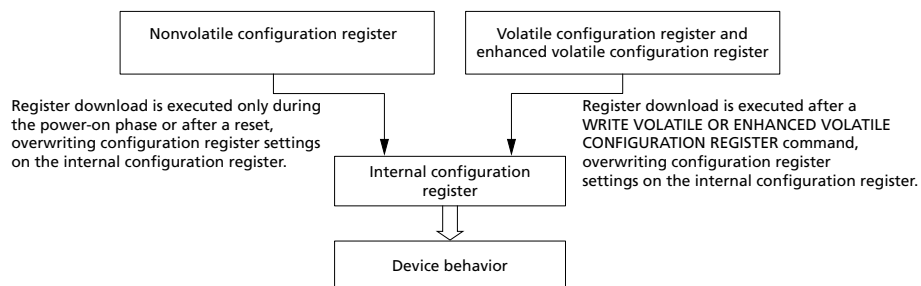 Nonvolatile configuration register
Volatile configuration register and
enhanced volatile configuration register
Register download is executed only during
the power-on phase or after a reset,
overwriting configuration register settings
on the internal configuration register.
Register download is executed after a
WRITE VOLATILE OR ENHANCED VOLATILE
CONFIGURATION REGISTER command,
overwriting configuration register
settings on the internal configuration register.
Internal configuration
register
Device behavior